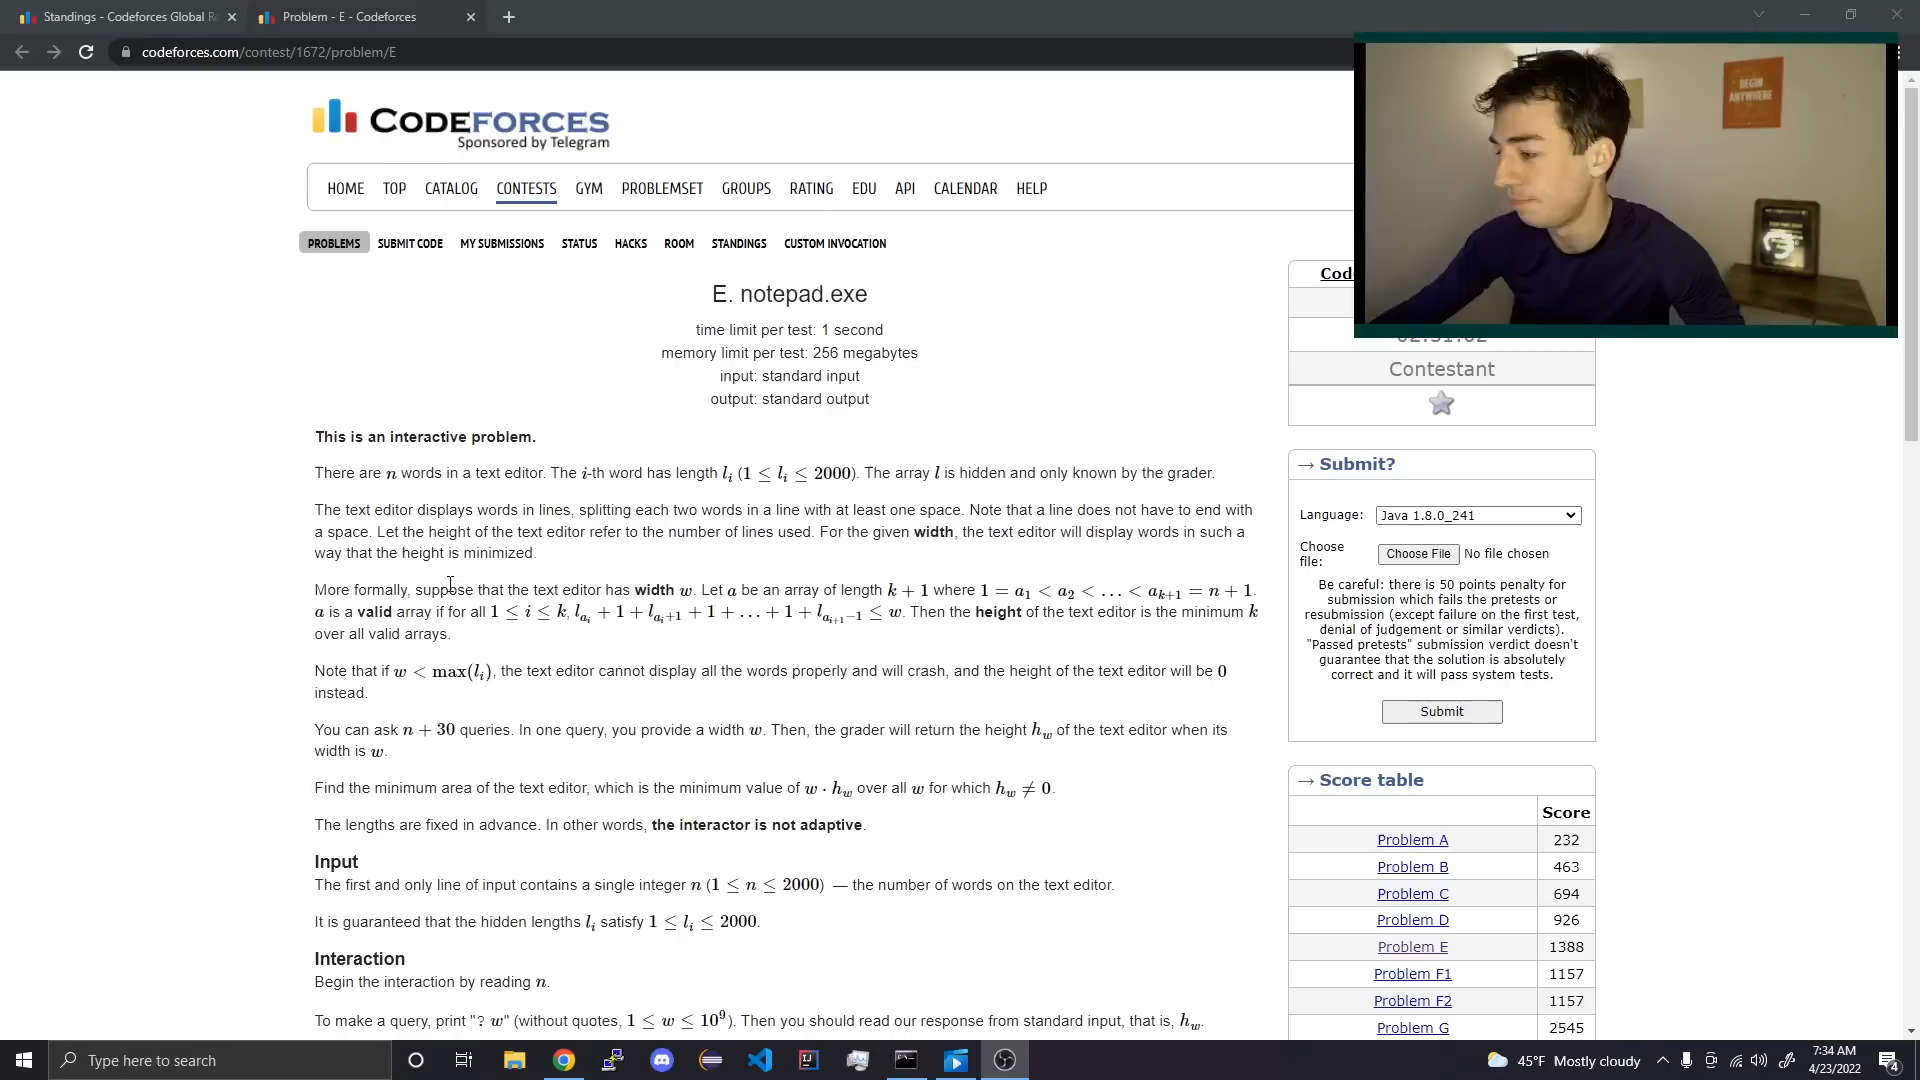 Standings - Codeforces Global R
Problem - E - Codeforces
codeforces.com/contest/1672/problem/E
BEGIN
ANYWHERE
CODEFORCES
Sponsored by Telegram
HOME TOP CATALOG CONTESTS GYM PROBLEMSET GROUPS RATING EDU API CALENDAR HELP
PROBLEMS SUBMIT CODE MY SUBMISSIONS STATUS HACKS ROOM STANDINGS CUSTOM INVOCATION
E. notepad.exe
time limit per test: 1 second
memory limit per test: 256 megabytes
input: standard input
output: standard output
This is an interactive problem.
There are n words in a text editor. The i-th word has length l_i (1 ≤ l_i ≤ 2000). The array l is hidden and only known by the grader.
The text editor displays words in lines, splitting each two words in a line with at least one space. Note that a line does not have to end with
a space. Let the height of the text editor refer to the number of lines used. For the given width, the text editor will display words in such a
way that the height is minimized.
More formally, suppose that the text editor has width w. Let a be an array of length k + 1 where 1 = a_1 < a_2 < … < a_{k+1} = n + 1.
a is a valid array if for all 1 ≤ i ≤ k, l_{a_i} + 1 + l_{a_i+1} + 1 + … + 1 + l_{a_{i+1}−1} ≤ w. Then the height of the text editor is the minimum k
over all valid arrays.
Note that if w < max(l_i), the text editor cannot display all the words properly and will crash, and the height of the text editor will be 0
instead.
You can ask n + 30 queries. In one query, you provide a width w. Then, the grader will return the height h_w of the text editor when its
width is w.
Find the minimum area of the text editor, which is the minimum value of w · h_w over all w for which h_w ≠ 0.
The lengths are fixed in advance. In other words, the interactor is not adaptive.
Input
The first and only line of input contains a single integer n (1 ≤ n ≤ 2000) — the number of words on the text editor.
It is guaranteed that the hidden lengths l_i satisfy 1 ≤ l_i ≤ 2000.
Interaction
Begin the interaction by reading n.
To make a query, print "? w" (without quotes, 1 ≤ w ≤ 10^9). Then you should read our response from standard input, that is, h_w.
Cod
Contestant
→ Submit?
Language: Java 1.8.0_241
Choose
file: Choose File No file chosen
Be careful: there is 50 points penalty for
submission which fails the pretests or
resubmission (except failure on the first test,
denial of judgement or similar verdicts).
"Passed pretests" submission verdict doesn't
guarantee that the solution is absolutely
correct and it will pass system tests.
Submit
→ Score table
Score
Problem A 232
Problem B 463
Problem C 694
Problem D 926
Problem E 1388
Problem F1 1157
Problem F2 1157
Problem G 2545
Type here to search
45°F Mostly cloudy
7:34 AM
4/23/2022
4